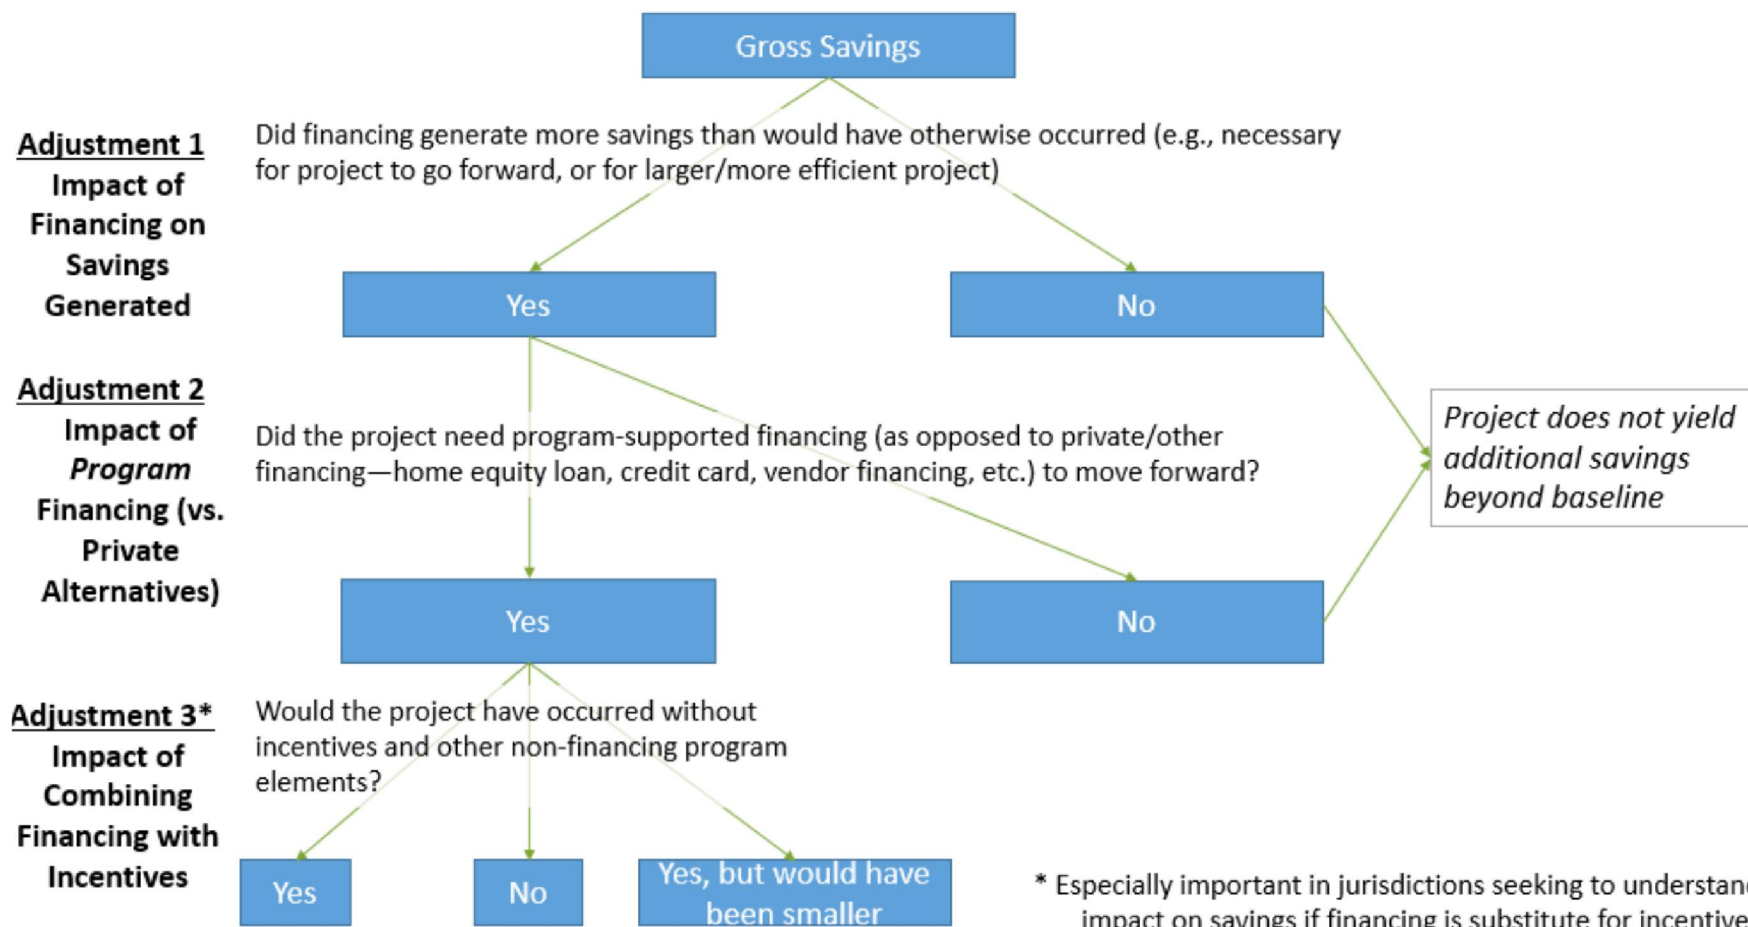 Gross Savings
Adjustment 1
Impact of
Financing on
Savings
Generated
Did financing generate more savings than would have otherwise occurred (e.g., necessary
for project to go forward, or for larger/more efficient project)
Yes
No
Adjustment 2
Impact of
Program
Financing (vs.
Private
Alternatives)
Did the project need program-supported financing (as opposed to private/other
financing—home equity loan, credit card, vendor financing, etc.) to move forward?
Project does not yield
additional savings
beyond baseline
Yes
No
Adjustment 3*
Impact of
Combining
Financing with
Incentives
Would the project have occurred without
incentives and other non-financing program
elements?
Yes
No
Yes, but would have
been smaller
* Especially important in jurisdictions seeking to understand
impact on savings if financing is substitute for incentive